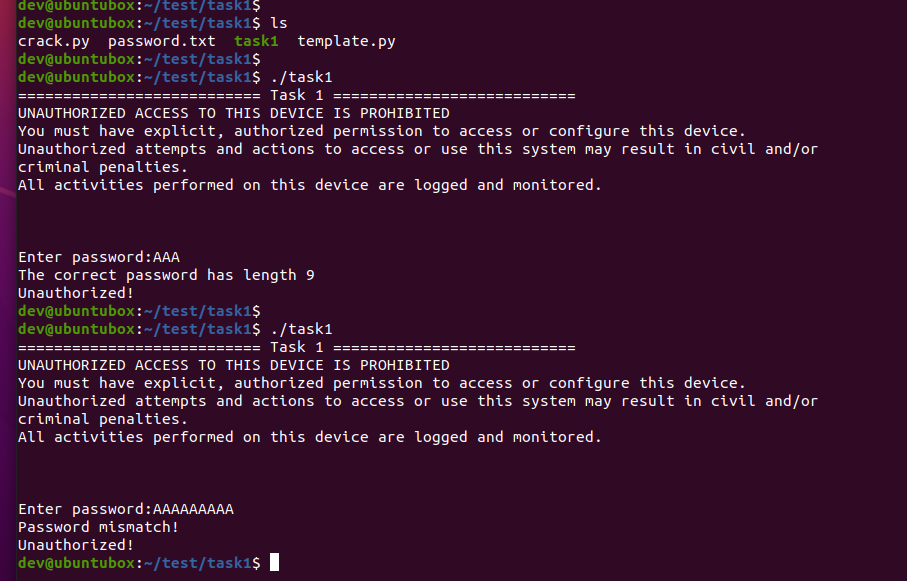 dev@ubuntubox:~/test/task1$
dev@ubuntubox:~/test/task1$ ls
crack.py  password.txt  task1  template.py
dev@ubuntubox:~/test/task1$
dev@ubuntubox:~/test/task1$ ./task1
=========================== Task 1 ===========================
UNAUTHORIZED ACCESS TO THIS DEVICE IS PROHIBITED
You must have explicit, authorized permission to access or configure this device.
Unauthorized attempts and actions to access or use this system may result in civil and/or
criminal penalties.
All activities performed on this device are logged and monitored.
Enter password:AAA
The correct password has length 9
Unauthorized!
dev@ubuntubox:~/test/task1$
dev@ubuntubox:~/test/task1$ ./task1
=========================== Task 1 ===========================
UNAUTHORIZED ACCESS TO THIS DEVICE IS PROHIBITED
You must have explicit, authorized permission to access or configure this device.
Unauthorized attempts and actions to access or use this system may result in civil and/or
criminal penalties.
All activities performed on this device are logged and monitored.
Enter password:AAAAAAAAA
Password mismatch!
Unauthorized!
dev@ubuntubox:~/test/task1$